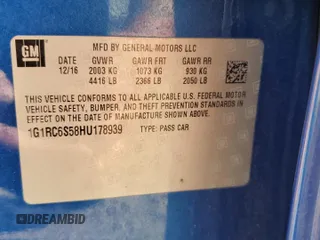 GM
MFD BY GENERAL MOTORS LLC
DATE GVWR GAWR FRT GAWR RR
12/16 2003 KG 1073 KG 930 KG
4416 LB 2366 LB 2050 LB
THIS VEHICLE CONFORMS TO ALL APPLICABLE U.S. FEDERAL MOTOR
VEHICLE SAFETY, BUMPER, AND THEFT PREVENTION STANDARDS IN
EFFECT ON THE DATE OF MANUFACTURE SHOWN ABOVE.
1G1RC6S58HU178939 TYPE: PASS CAR
DREAMBID